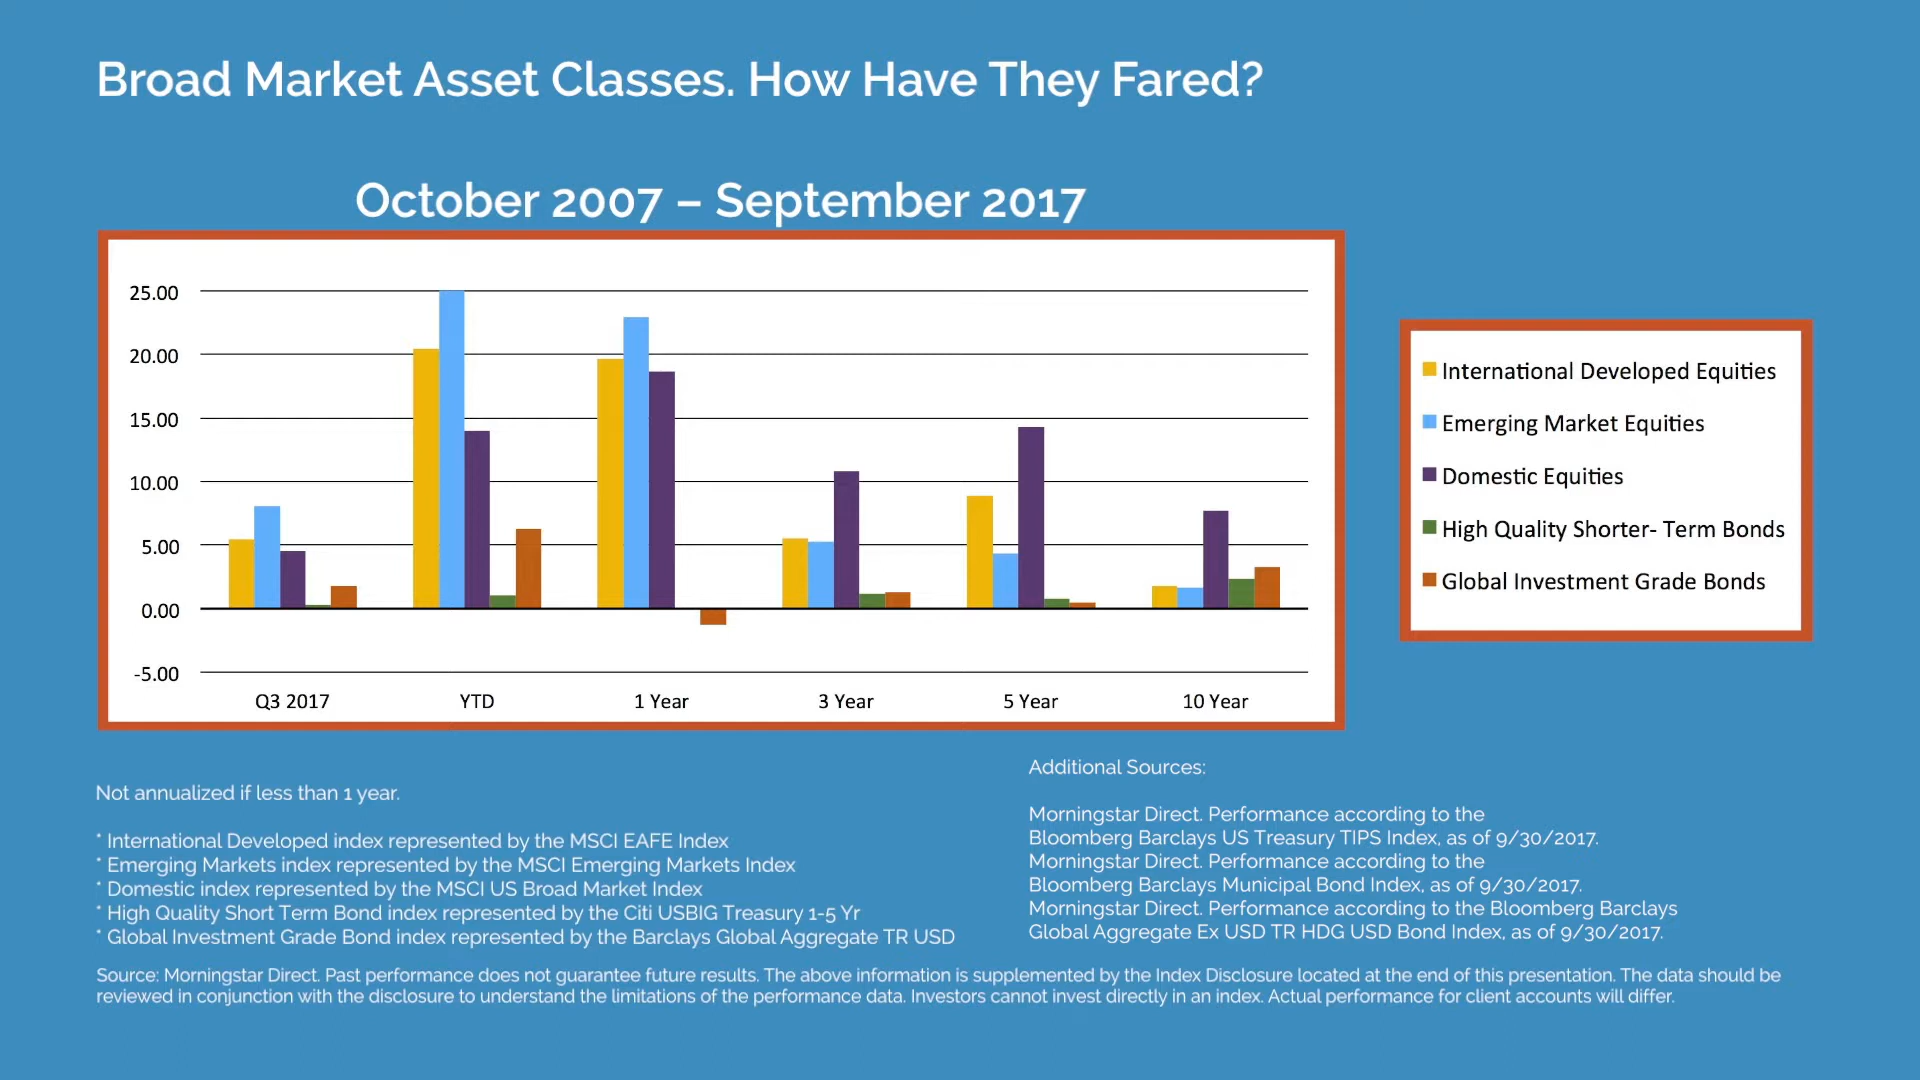 Broad Market Asset Classes. How Have They Fared?
October 2007 – September 2017
25.00
20.00
15.00
10.00
5.00
0.00
-5.00
Q3 2017
YTD
1 Year
3 Year
5 Year
10 Year
International Developed Equities
Emerging Market Equities
Domestic Equities
High Quality Shorter- Term Bonds
Global Investment Grade Bonds
Not annualized if less than 1 year.
* International Developed index represented by the MSCI EAFE Index
* Emerging Markets index represented by the MSCI Emerging Markets Index
* Domestic index represented by the MSCI US Broad Market Index
* High Quality Short Term Bond index represented by the Citi USBIG Treasury 1-5 Yr
* Global Investment Grade Bond index represented by the Barclays Global Aggregate TR USD
Additional Sources:
Morningstar Direct. Performance according to the
Bloomberg Barclays US Treasury TIPS Index, as of 9/30/2017.
Morningstar Direct. Performance according to the
Bloomberg Barclays Municipal Bond Index, as of 9/30/2017.
Morningstar Direct. Performance according to the Bloomberg Barclays
Global Aggregate Ex USD TR HDG USD Bond Index, as of 9/30/2017.
Source: Morningstar Direct. Past performance does not guarantee future results. The above information is supplemented by the Index Disclosure located at the end of this presentation. The data should be
reviewed in conjunction with the disclosure to understand the limitations of the performance data. Investors cannot invest directly in an index. Actual performance for client accounts will differ.